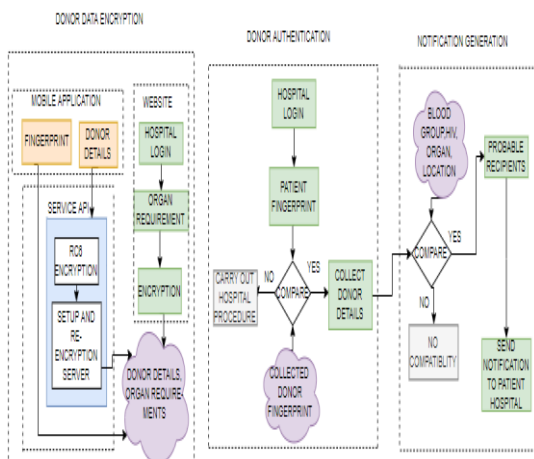 DONOR DATA ENCRYPTION
MOBILE APPLICATION
FINGERPRINT
DONOR
DETAILS
SERVICE API
RC6
ENCRYPTION
SETUP AND
RE-
ENCRYPTION
SERVER
WEBSITE
HOSPITAL
LOGIN
ORGAN
REQUIREMENT
ENCRYPTION
DONOR DETAILS,
ORGAN REQUIRE-
MENTS
DONOR AUTHENTICATION
HOSPITAL
LOGIN
PATIENT
FINGERPRINT
NO
YES
COMPARE
CARRY OUT
HOSPITAL
PROCEDURE
COLLECT
DONOR
DETAILS
COLLECTED
DONOR
FINGERPRINT
NOTIFICATION GENERATION
BLOOD
GROUP,HIV,
ORGAN,
LOCATION
PROBABLE
RECIPIENTS
YES
COMPARE
NO
NO
COMPATIBLITY
SEND
NOTIFICATION
TO PATIENT
HOSPITAL